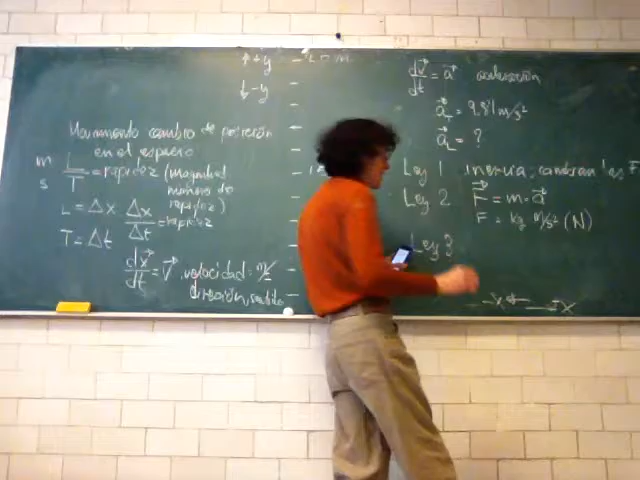 ↑+y
↓-y
Movimiento cambio de posición
en el espacio
m L/T = rapidez (magnitud
s número de
rapidez)
L = Δx Δx/Δt = rapidez
T = Δt
dx⃗/dt = v⃗, velocidad:
dirección, sentido
dv⃗/dt = a⃗ aceleración
= 9.81 m/s²
a⃗L = ?
Ley 1 inercia,
Ley 2 F⃗ = m · a⃗
F = kg m/s² (N)
Ley 3
-x ← → x